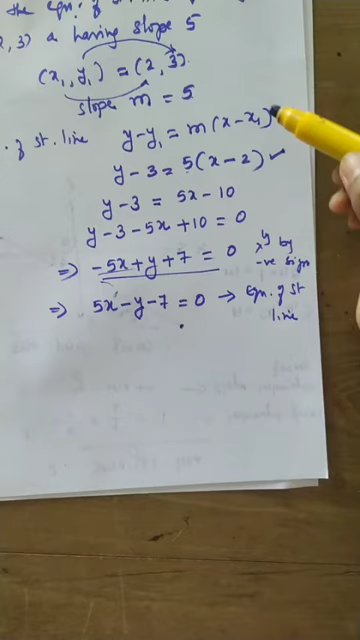 the eqn. of
2, 3) a having slope 5
(x₁, y₁) = (2, 3).
slope m = 5
. of st. line y-y₁ = m(x-x₁)
y-3 = 5(x-2) ✓
y-3 = 5x-10
y-3-5x+10 = 0
⇒ -5x+y+7 = 0 xly by
-ve sign
⇒ 5x-y-7 = 0 → Eqn. of st
line